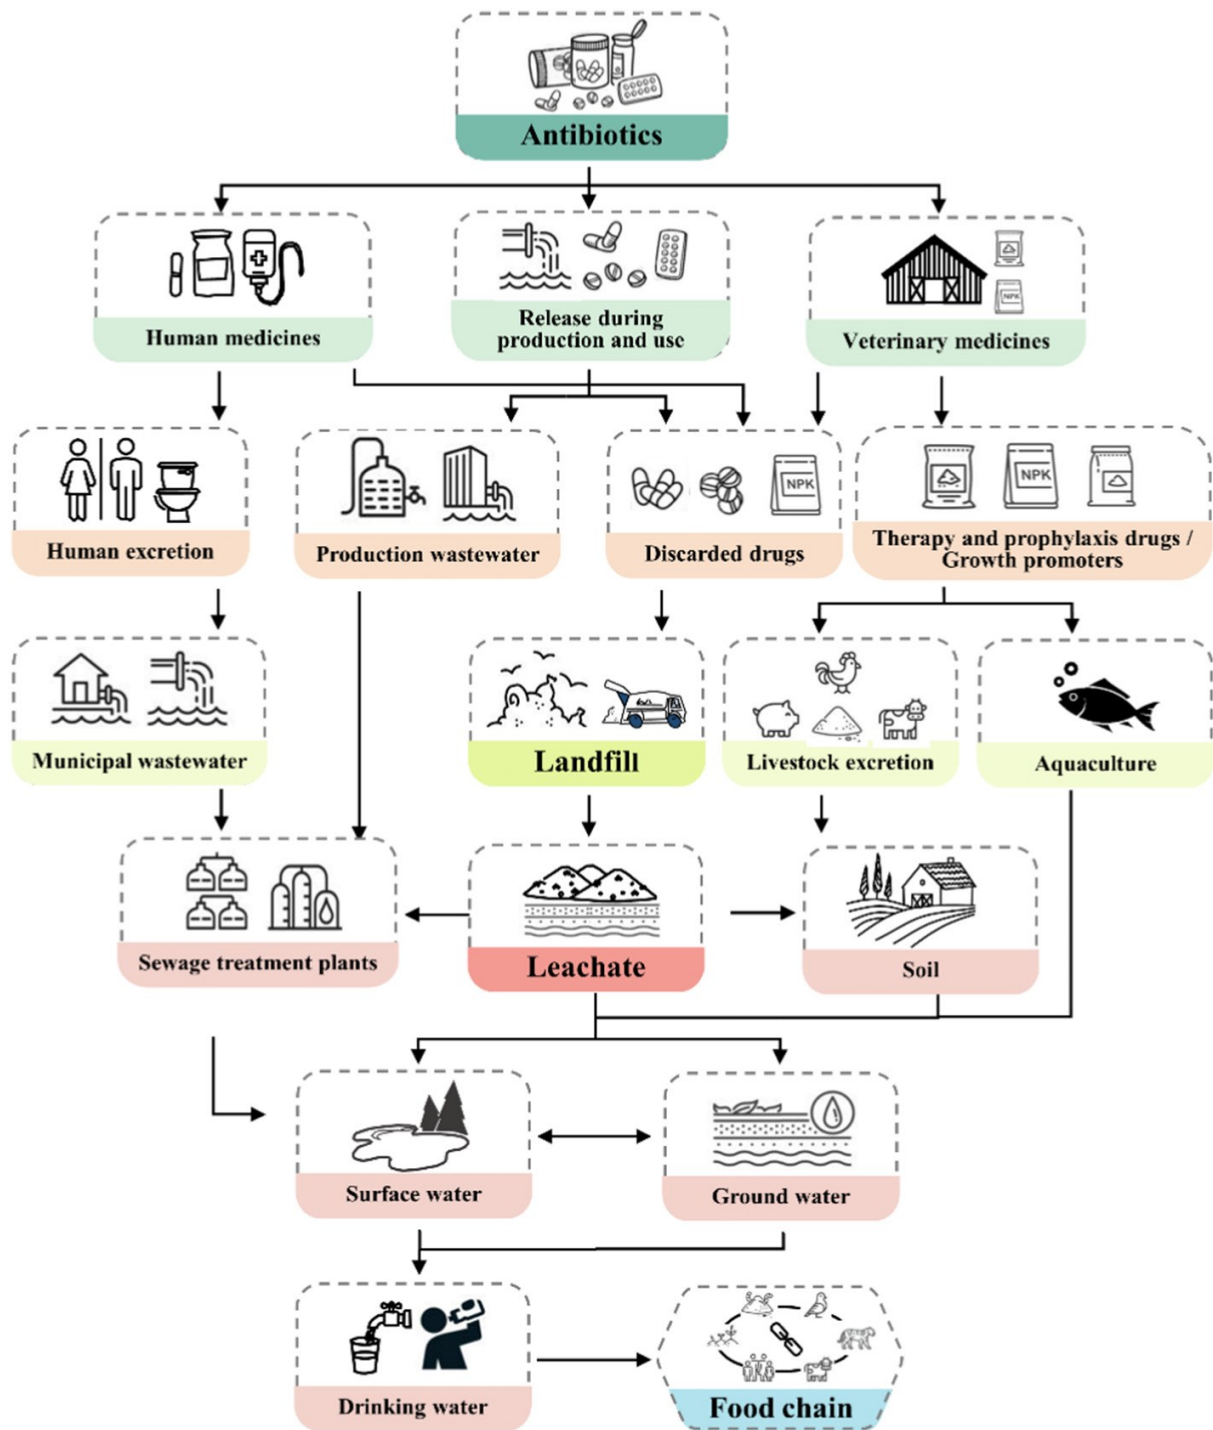 Antibiotics
Human medicines
Release during
production and use
Veterinary medicines
NPK
Human excretion
Production wastewater
NPK
Discarded drugs
NPK
Therapy and prophylaxis drugs /
Growth promoters
Municipal wastewater
Landfill
Livestock excretion
Aquaculture
Sewage treatment plants
Leachate
Soil
Surface water
Ground water
Drinking water
Food chain